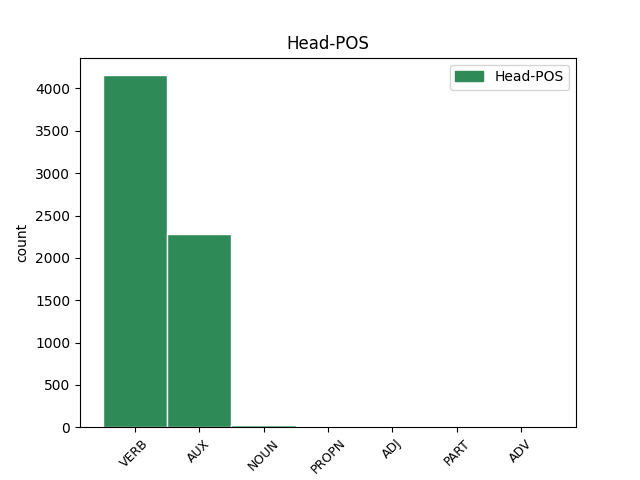 Head-POS
Head-POS
count
4000
3500
3000
2500
2000
1500
1000
500
0
VERB
AUX
NOUN
PROPN
ADJ
PART
ADV